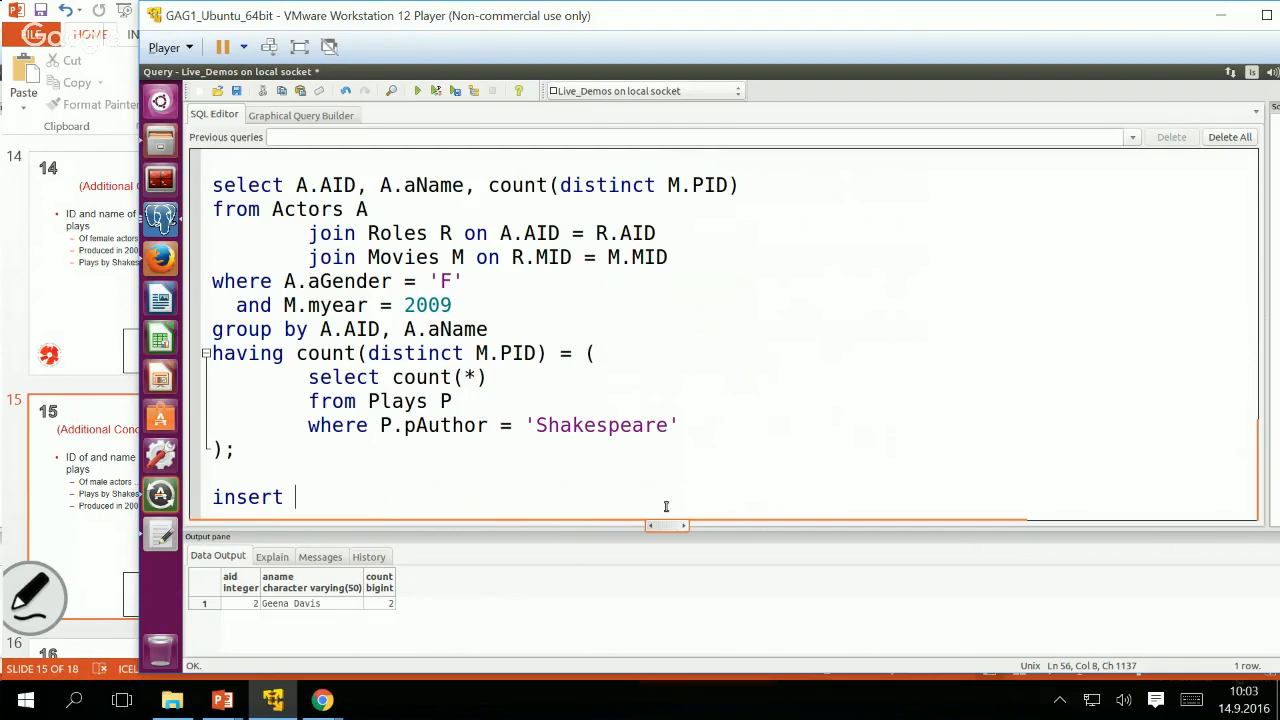 GAG1_Ubuntu_64bit - VMware Workstation 12 Player (Non-commercial use only)
FILE HOME IN
Player
Cut
Copy
Format Painter
Paste
Clipboard
Query - Live_Demos on local socket *
Live_Demos on local socket
SQL Editor Graphical Query Builder
Previous queries Delete Delete All
14
14
(Additional
ID and name of
plays
Of female actors
Produced in 200
Plays by Shakes
15
15
(Additional Cond
ID of and name
plays
Of male actors ...
Plays by Shakes
Produced in 200
16
16
select A.AID, A.aName, count(distinct M.PID)
from Actors A
join Roles R on A.AID = R.AID
join Movies M on R.MID = M.MID
where A.aGender = 'F'
and M.myear = 2009
group by A.AID, A.aName
having count(distinct M.PID) = (
select count(*)
from Plays P
where P.pAuthor = 'Shakespeare'
);
insert
Output pane
Data Output Explain Messages History
aid aname count
integer character varying(50) bigint
1 2 Geena Davis 2
OK. Unix Ln 56, Col 8, Ch 1137 1 row.
SLIDE 15 OF 18 ICEL
10:03
14.9.2016